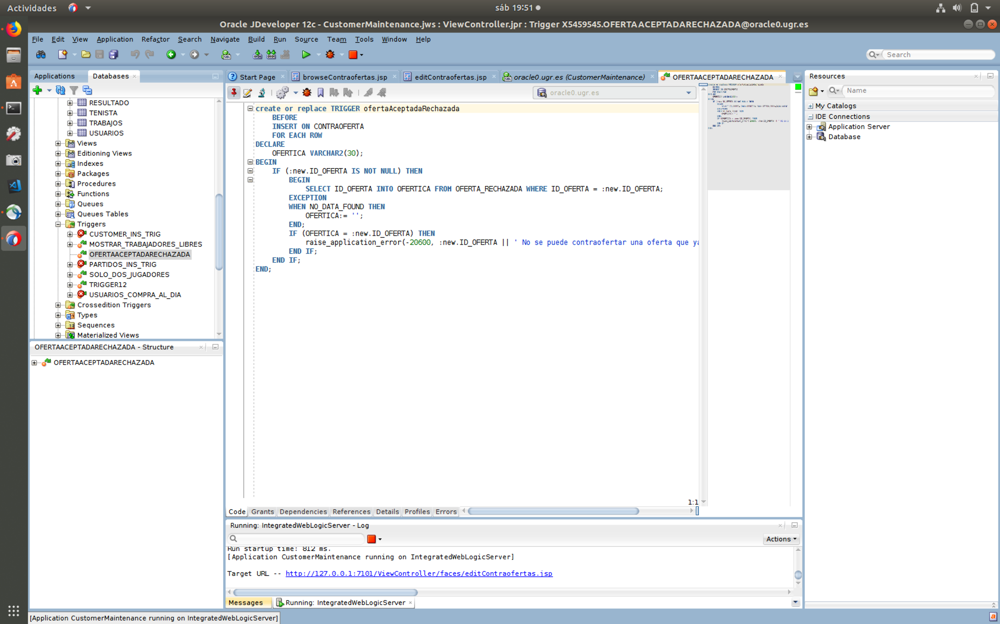 Actividades
sáb 19:51
Oracle JDeveloper 12c - CustomerMaintenance.jws : ViewController.jpr : Trigger X5459545.OFERTAACEPTADARECHAZADA@oracle0.ugr.es
File Edit View Application Refactor Search Navigate Build Run Source Team Tools Window Help
Search
Applications Databases
RESULTADO
TENISTA
TRABAJOS
USUARIOS
Views
Editioning Views
Indexes
Packages
Procedures
Functions
Queues
Queues Tables
Triggers
CUSTOMER_INS_TRIG
MOSTRAR_TRABAJADORES_LIBRES
OFERTAACEPTADARECHAZADA
PARTIDOS_INS_TRIG
SOLO_DOS_JUGADORES
TRIGGER12
USUARIOS_COMPRA_AL_DIA
Crossedition Triggers
Types
Sequences
Materialized Views
OFERTAACEPTADARECHAZADA - Structure
OFERTAACEPTADARECHAZADA
Start Page browseContraofertas.jsp editContraofertas.jsp oracle0.ugr.es (CustomerMaintenance) OFERTAACEPTADARECHAZADA
oracle0.ugr.es
create or replace TRIGGER ofertaAceptadaRechazada
BEFORE
INSERT ON CONTRAOFERTA
FOR EACH ROW
DECLARE
OFERTICA VARCHAR2(30);
BEGIN
IF (:new.ID_OFERTA IS NOT NULL) THEN
BEGIN
SELECT ID_OFERTA INTO OFERTICA FROM OFERTA_RECHAZADA WHERE ID_OFERTA = :new.ID_OFERTA;
EXCEPTION
WHEN NO_DATA_FOUND THEN
OFERTICA:= '';
END;
IF (OFERTICA = :new.ID_OFERTA) THEN
raise_application_error(-20600, :new.ID_OFERTA || ' No se puede contraofertar una oferta que ya
END IF;
END IF;
END;
1:1
Code Grants Dependencies References Details Profiles Errors
Running: IntegratedWebLogicServer - Log
Actions
Run startup time: 812 ms.
[Application CustomerMaintenance running on IntegratedWebLogicServer]
Target URL -- http://127.0.0.1:7101/ViewController/faces/editContraofertas.jsp
Messages Running: IntegratedWebLogicServer
[Application CustomerMaintenance running on IntegratedWebLogicServer]
Resources
Name
My Catalogs
IDE Connections
Application Server
Database